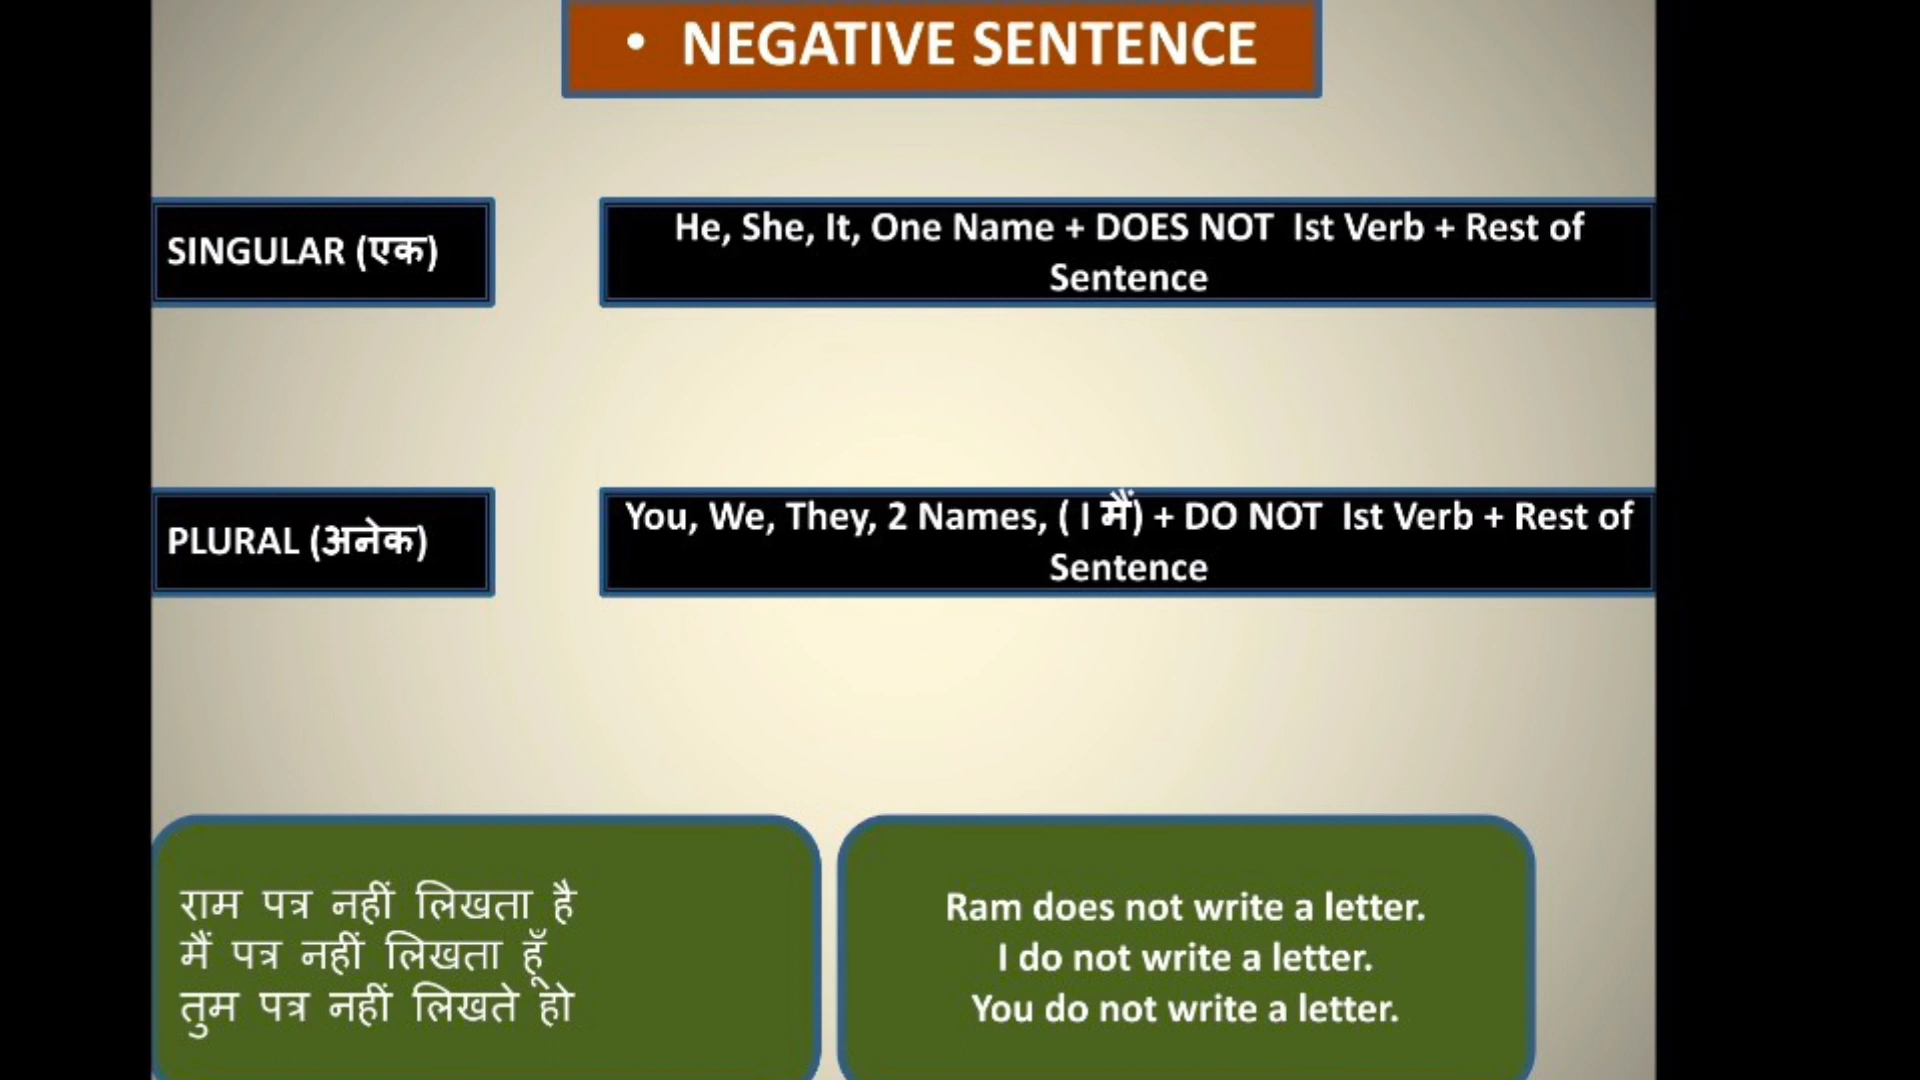 • NEGATIVE SENTENCE
SINGULAR (एक)
He, She, It, One Name + DOES NOT Ist Verb + Rest of
Sentence
PLURAL (अनेक)
You, We, They, 2 Names, ( I मैं) + DO NOT Ist Verb + Rest of
Sentence
राम पत्र नहीं लिखता है
मैं पत्र नहीं लिखता हूँ
तुम पत्र नहीं लिखते हो
Ram does not write a letter.
I do not write a letter.
You do not write a letter.